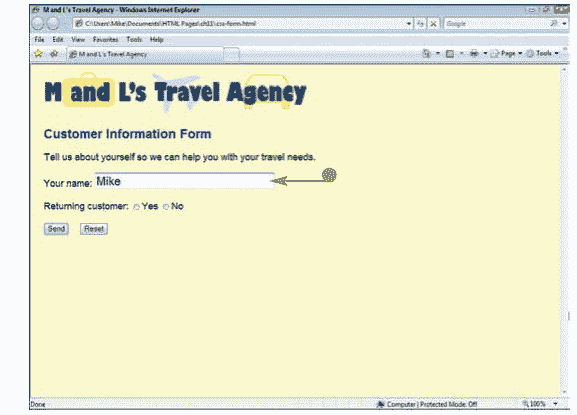 M and L's Travel Agency - Windows Internet Explorer
C:\Users\Mike\Documents\HTML Pages\ch11\css-form.html
Google
File Edit View Favorites Tools Help
M and L's Travel Agency
Page Tools
M and L's Travel Agency
Customer Information Form
Tell us about yourself so we can help you with your travel needs.
Your name: Mike
Returning customer: Yes No
Send Reset
Done Computer | Protected Mode: Off 100%